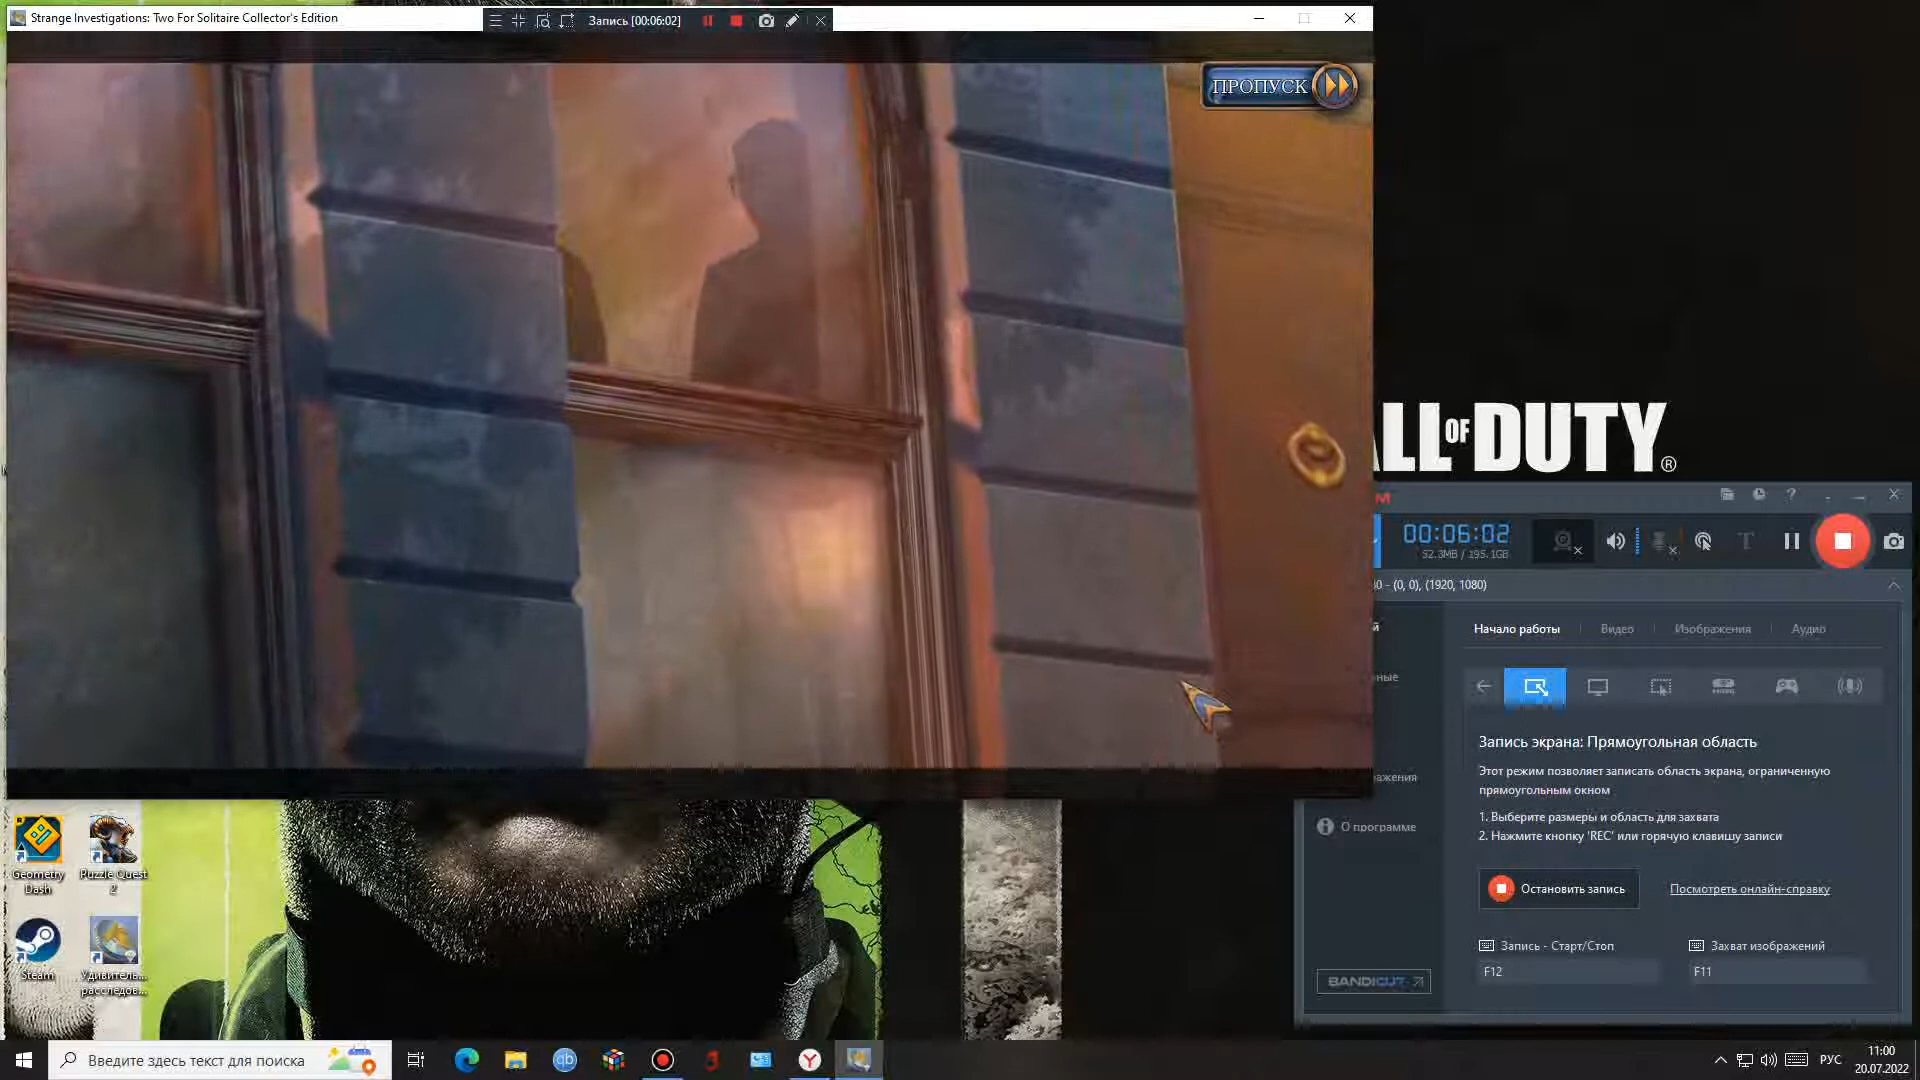 Strange Investigations: Two For Solitaire Collector's Edition
Запись [00:06:02]
ПРОПУСК
ALL OF DUTY®
00:06:02
52.3MB / 195.1GB
0 - (0, 0), (1920, 1080)
Начало работы
Видео
Изображения
Аудио
Запись экрана: Прямоугольная область
Этот режим позволяет записать область экрана, ограниченную
прямоугольным окном
1. Выберите размеры и область для захвата
2. Нажмите кнопку 'REC' или горячую клавишу записи
О программе
Остановить запись
Посмотреть онлайн-справку
Запись - Старт/Стоп
Захват изображений
F12
F11
BANDICUT
Geometry
Dash
Puzzle Quest
2
Steam
Удивитель...
расследов...
Введите здесь текст для поиска
РУС
11:00
20.07.2022